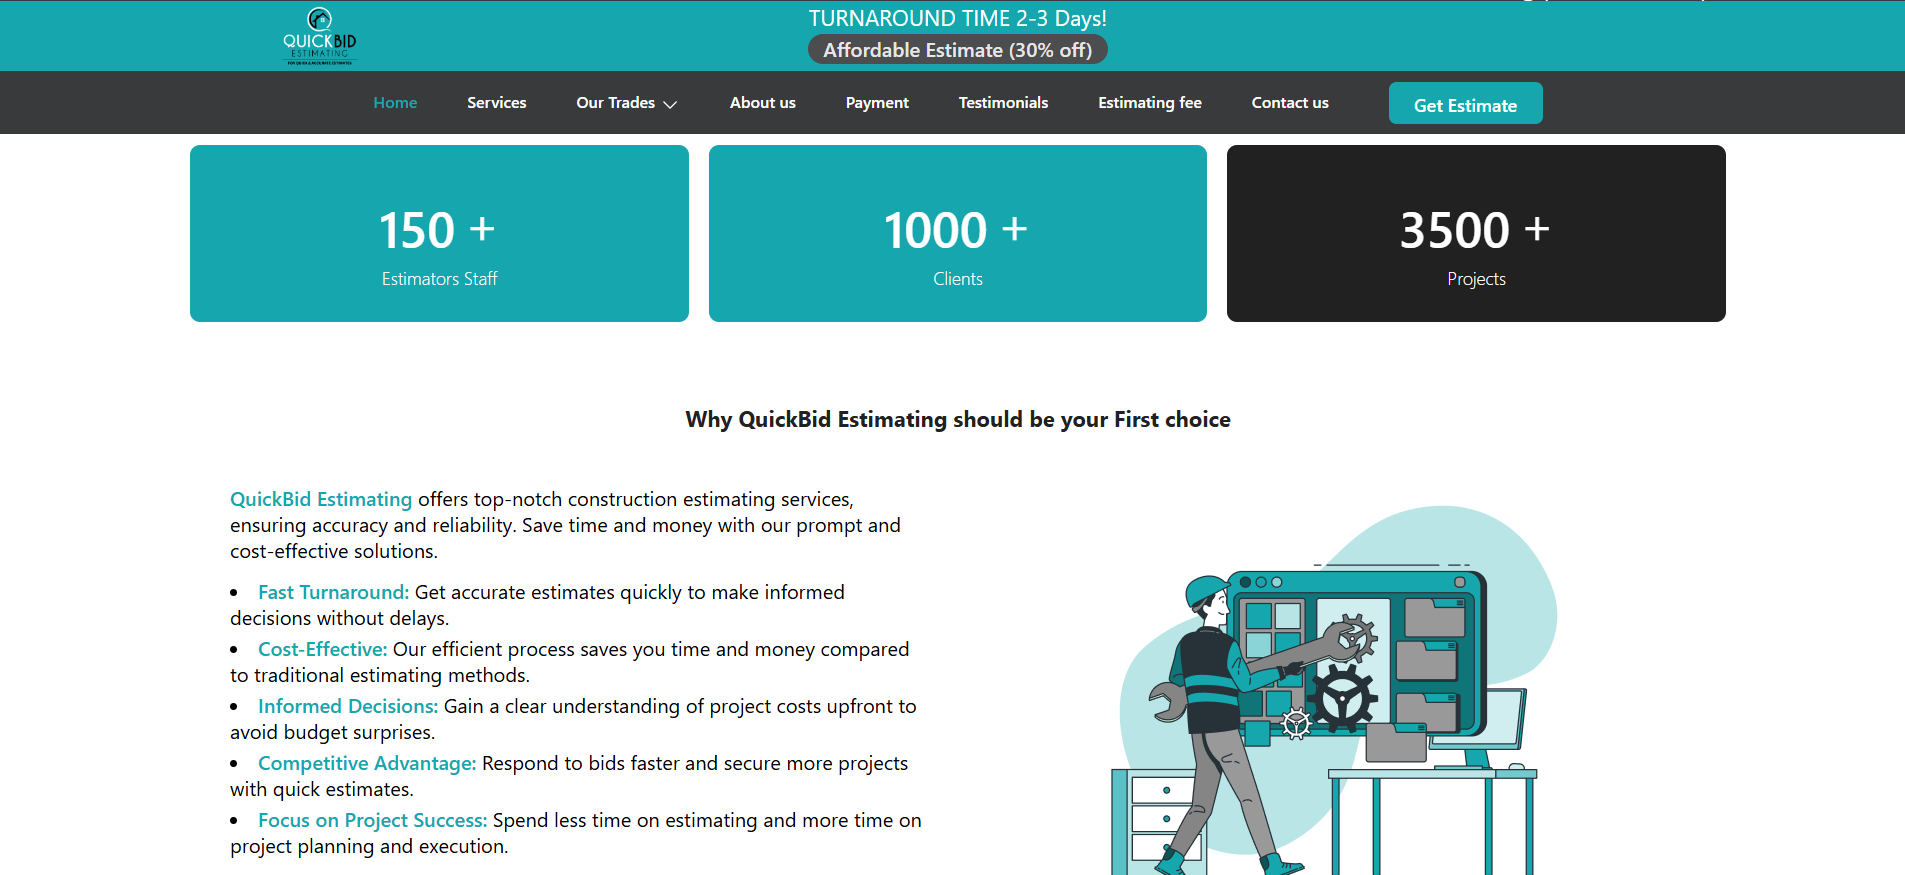 QUICKBID
ESTIMATING
FOR QUICK & ACCURATE ESTIMATES
TURNAROUND TIME 2-3 Days!
Affordable Estimate (30% off)
Home Services Our Trades About us Payment Testimonials Estimating fee Contact us Get Estimate
150 + 1000 + 3500 +
Estimators Staff Clients Projects
Why QuickBid Estimating should be your First choice
QuickBid Estimating offers top-notch construction estimating services,
ensuring accuracy and reliability. Save time and money with our prompt and
cost-effective solutions.
• Fast Turnaround: Get accurate estimates quickly to make informed
decisions without delays.
• Cost-Effective: Our efficient process saves you time and money compared
to traditional estimating methods.
• Informed Decisions: Gain a clear understanding of project costs upfront to
avoid budget surprises.
• Competitive Advantage: Respond to bids faster and secure more projects
with quick estimates.
• Focus on Project Success: Spend less time on estimating and more time on
project planning and execution.